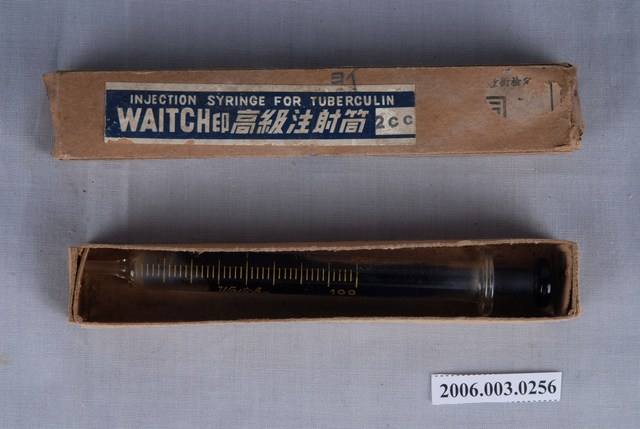 INJECTION SYRINGE FOR TUBERCULIN
WAITCH印高級注射筒 2cc
100
2006.003.0256